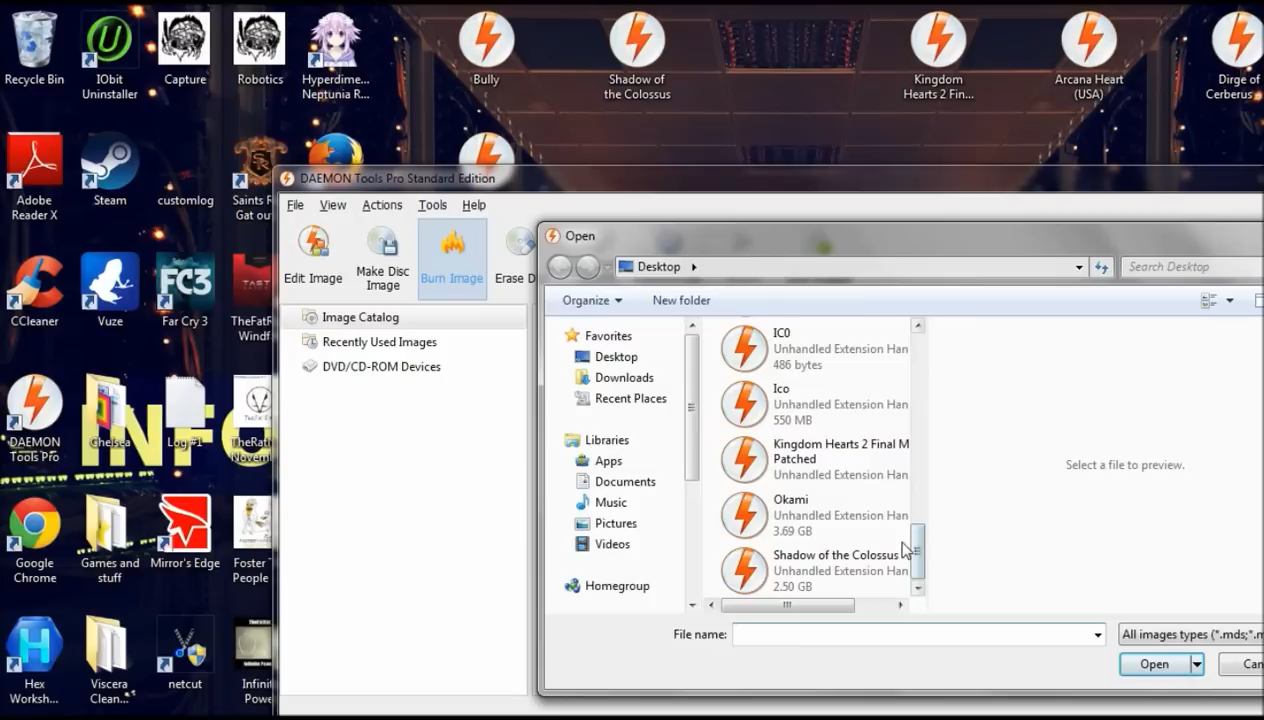 Recycle Bin
IObit
Uninstaller
Capture
Robotics
Hyperdime...
Neptunia R...
Bully
Shadow of
the Colossus
Kingdom
Hearts 2 Fin...
Arcana Heart
(USA)
Dirge of
Cerberus
Adobe
Reader X
Steam
customlog
Saints R
Gat out
CCleaner
Vuze
FC3
Far Cry 3
TheFatR
Windf
DAEMON
Tools Pro
Chelsea
Log #1
TheRat
Novem
INFO
Google
Chrome
Games and
stuff
Mirror's Edge
Foster
People
Hex
Worksh...
Viscera
Clean...
netcut
Infinit
Powe
DAEMON Tools Pro Standard Edition
File View Actions Tools Help
Edit Image
Make Disc
Image
Burn Image
Erase D
Image Catalog
Recently Used Images
DVD/CD-ROM Devices
Open
Desktop
Search Desktop
Organize
New folder
Favorites
Desktop
Downloads
Recent Places
Libraries
Apps
Documents
Music
Pictures
Videos
Homegroup
IC0
Unhandled Extension Han
486 bytes
Ico
Unhandled Extension Han
550 MB
Kingdom Hearts 2 Final M
Patched
Unhandled Extension Han
Okami
Unhandled Extension Han
3.69 GB
Shadow of the Colossus
Unhandled Extension Han
2.50 GB
Select a file to preview.
File name:
All images types (*.mds;*.m
Open
Can